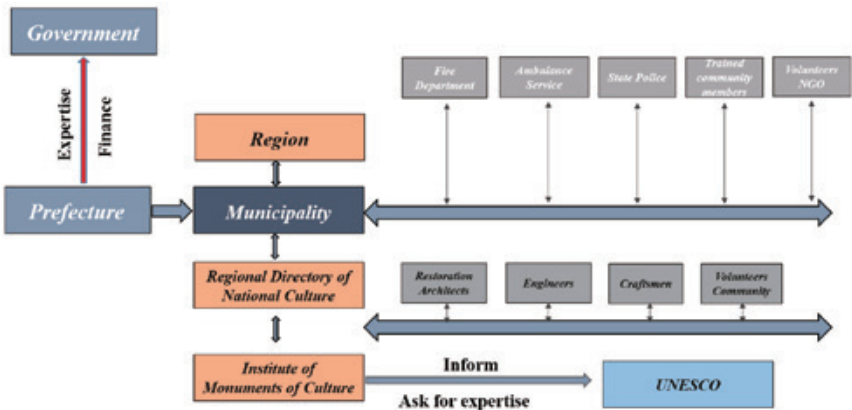 Government
Expertise
Finance
Prefecture
Region
Municipality
Regional Directory of
National Culture
Institute of
Monuments of Culture
Fire
Department
Ambulance
Service
State Police
Trained
community
members
Volunteers
NGO
Restoration
Architects
Engineers
Craftsmen
Volunteers
Community
Inform
Ask for expertise
UNESCO